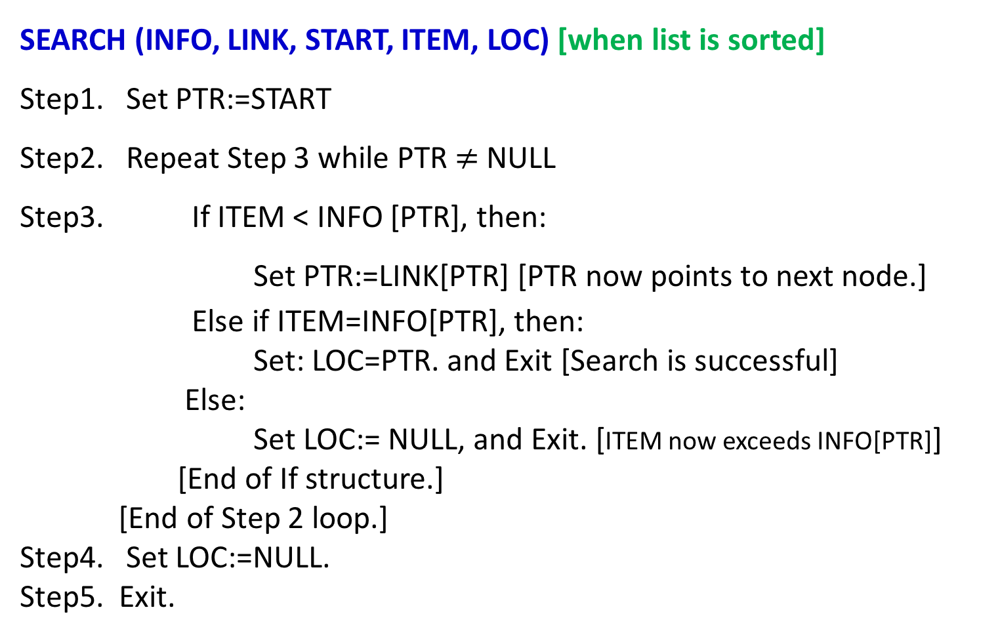 SEARCH (INFO, LINK, START, ITEM, LOC) [when list is sorted]
Step1. Set PTR:=START
Step2. Repeat Step 3 while PTR ≠ NULL
Step3. If ITEM < INFO [PTR], then:
Set PTR:=LINK[PTR] [PTR now points to next node.]
Else if ITEM=INFO[PTR], then:
Set: LOC=PTR. and Exit [Search is successful]
Else:
Set LOC:= NULL, and Exit. [ITEM now exceeds INFO[PTR]]
[End of If structure.]
[End of Step 2 loop.]
Step4. Set LOC:=NULL.
Step5. Exit.